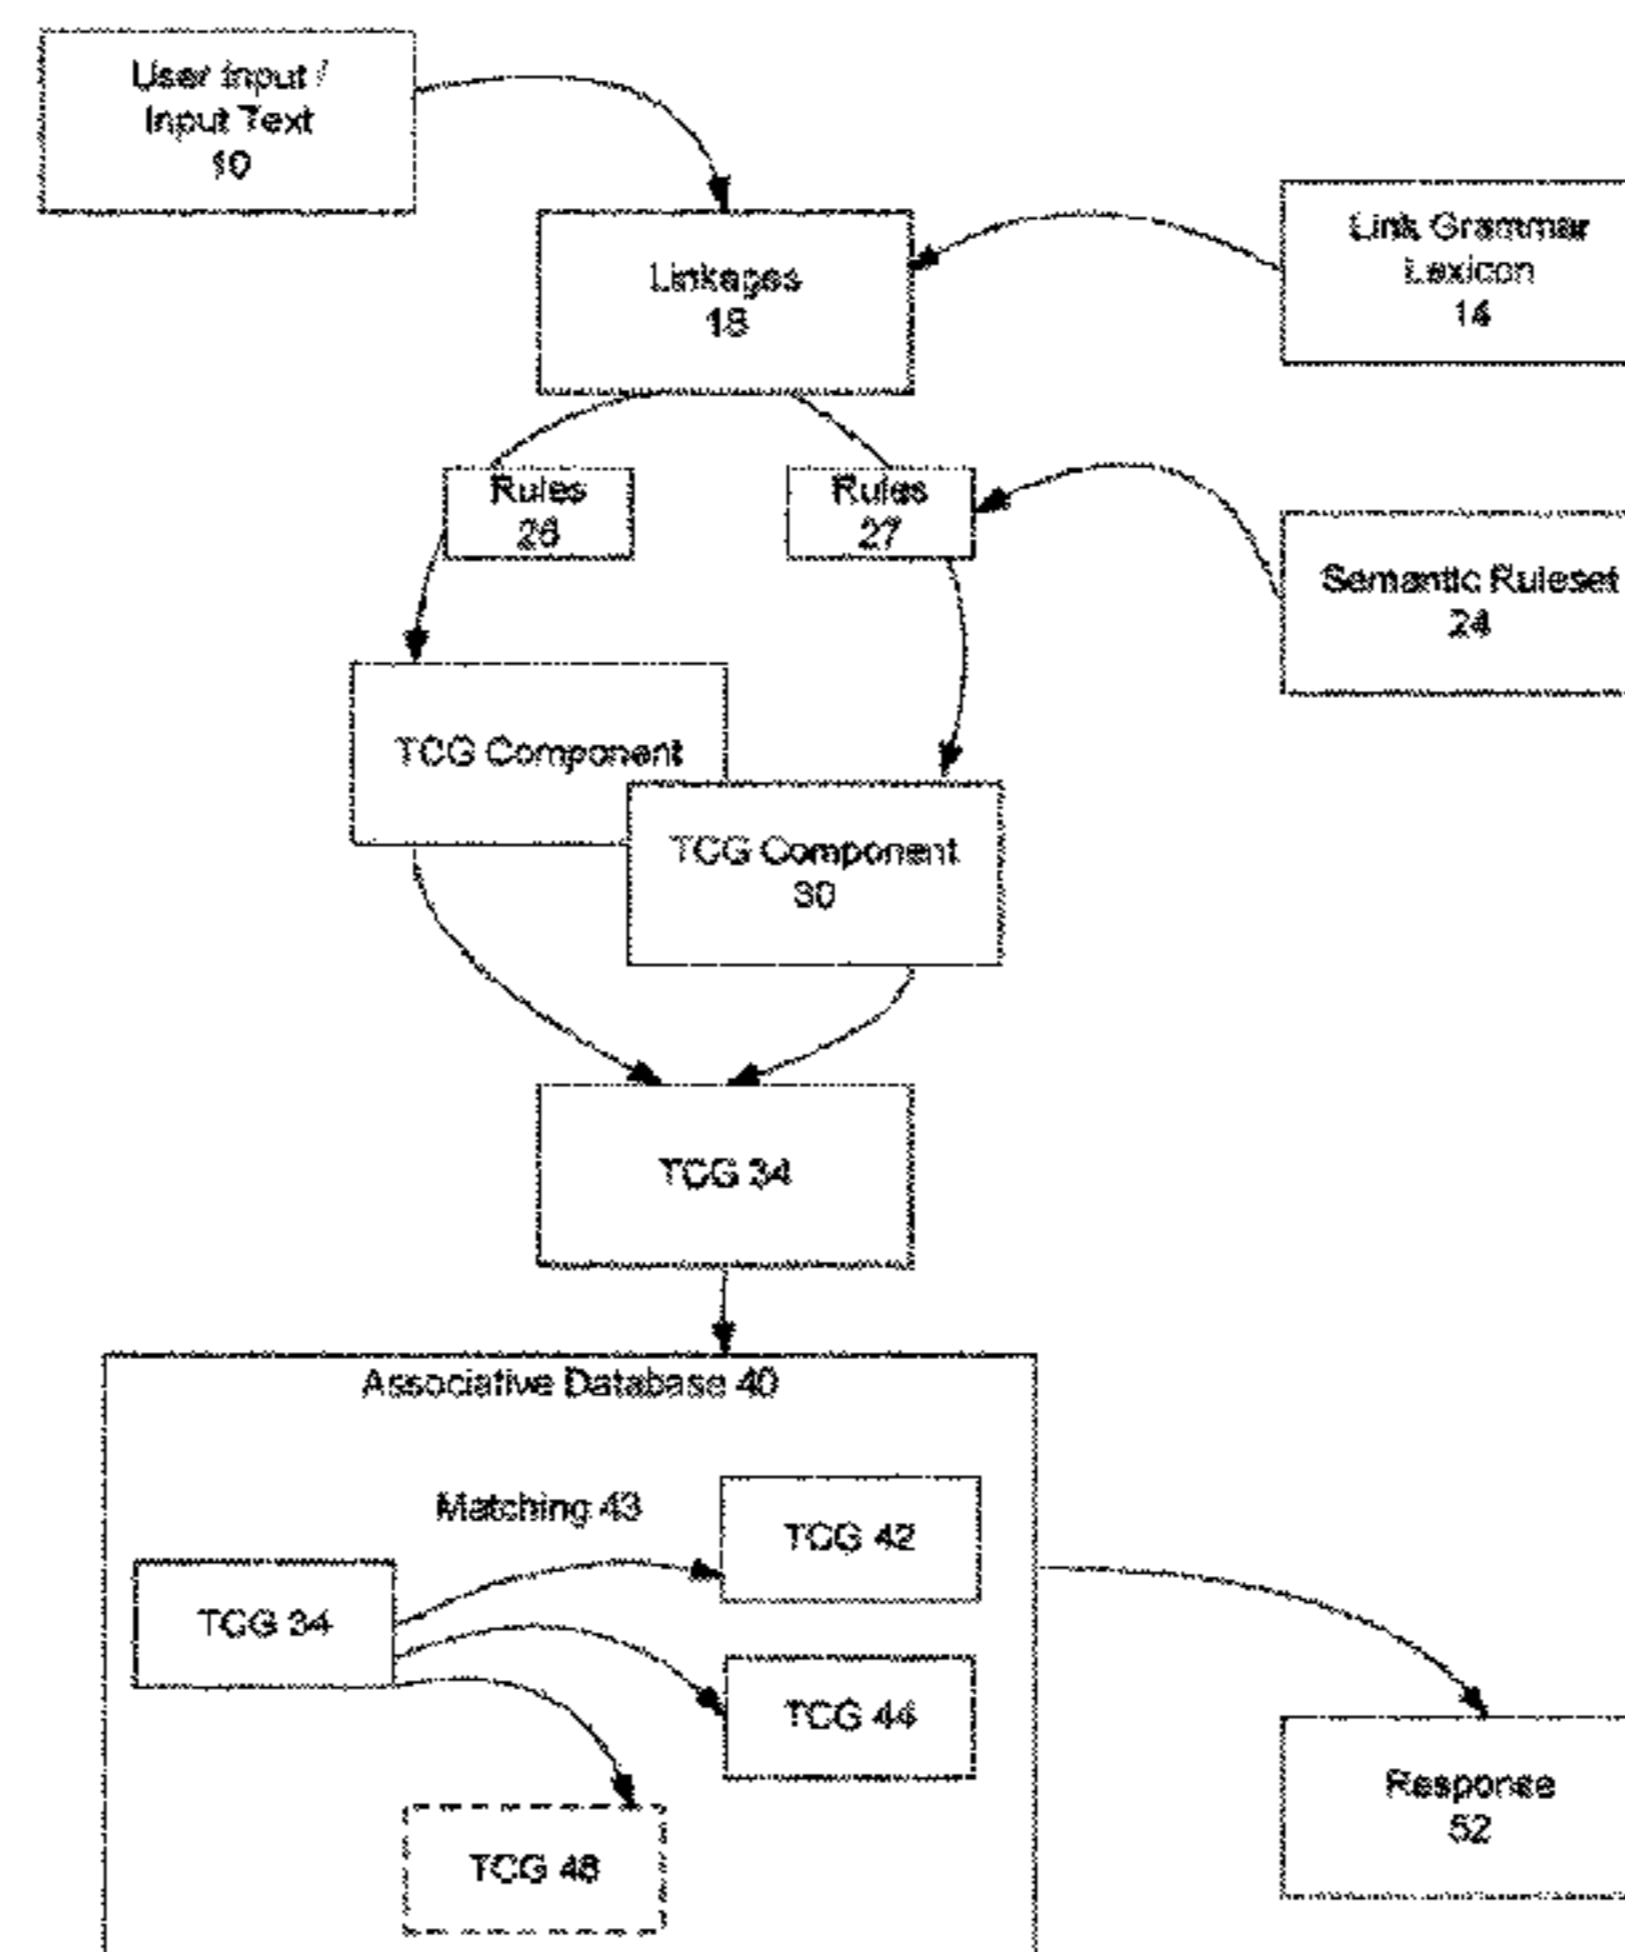 User Input /
Input Text
10
Linkages
18
Link Grammar
Lexicon
14
Rules
26
Rules
27
Semantic Ruleset
24
TCG Component
TCG Component
30
TCG 34
Associative Database 40
Matching 43
TCG 42
TCG 34
TCG 44
TCG 48
Response
52